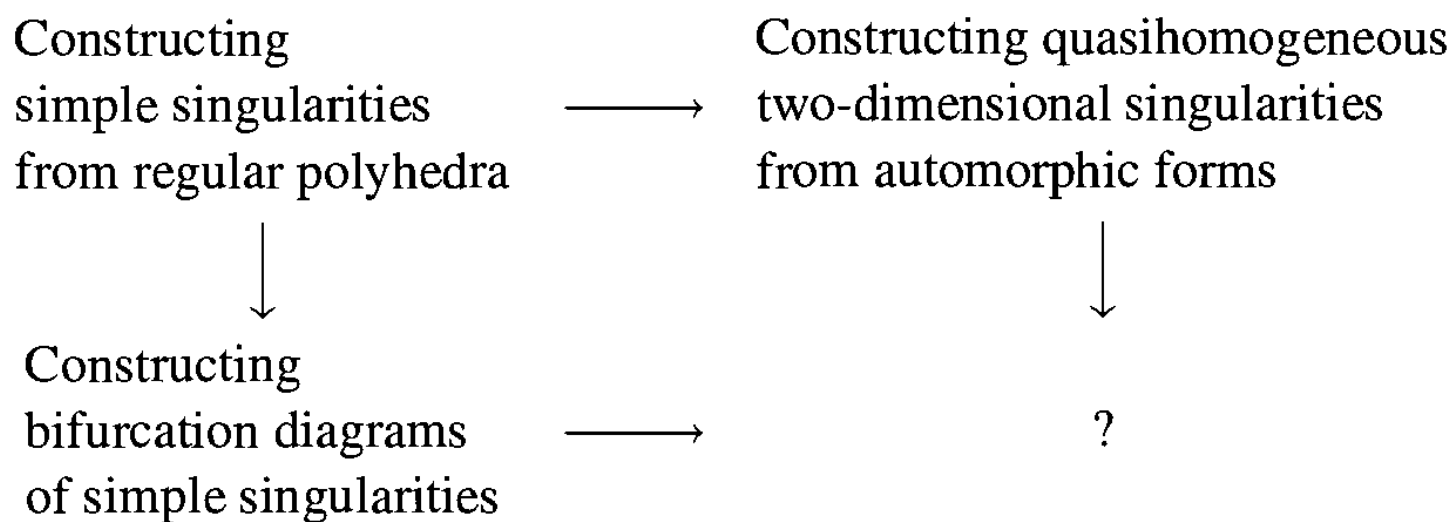 Constructing
simple singularities
from regular polyhedra
Constructing quasihomogeneous
two-dimensional singularities
from automorphic forms
Constructing
bifurcation diagrams
of simple singularities
?